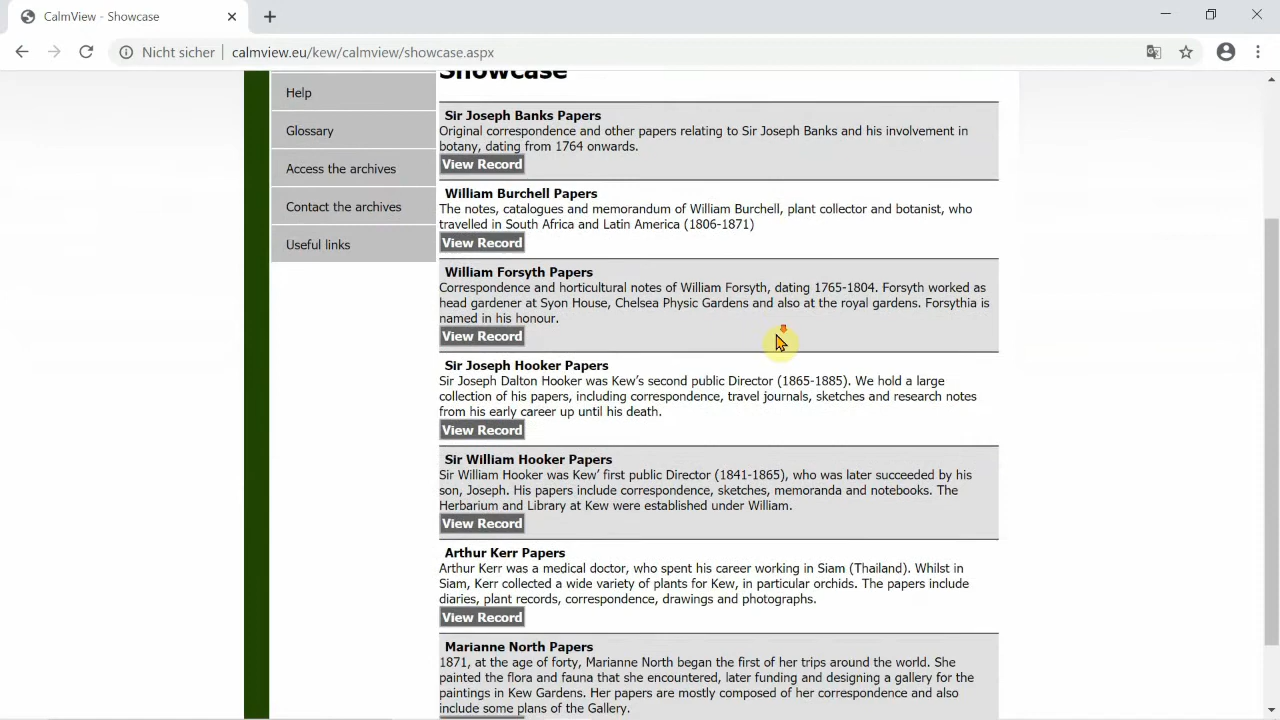 CalmView - Showcase
Nicht sicher
calmview.eu/kew/calmview/showcase.aspx
Help
Glossary
Access the archives
Contact the archives
Useful links
Showcase
Sir Joseph Banks Papers
Original correspondence and other papers relating to Sir Joseph Banks and his involvement in
botany, dating from 1764 onwards.
View Record
William Burchell Papers
The notes, catalogues and memorandum of William Burchell, plant collector and botanist, who
travelled in South Africa and Latin America (1806-1871)
View Record
William Forsyth Papers
Correspondence and horticultural notes of William Forsyth, dating 1765-1804. Forsyth worked as
head gardener at Syon House, Chelsea Physic Gardens and also at the royal gardens. Forsythia is
named in his honour.
View Record
Sir Joseph Hooker Papers
Sir Joseph Dalton Hooker was Kew's second public Director (1865-1885). We hold a large
collection of his papers, including correspondence, travel journals, sketches and research notes
from his early career up until his death.
View Record
Sir William Hooker Papers
Sir William Hooker was Kew' first public Director (1841-1865), who was later succeeded by his
son, Joseph. His papers include correspondence, sketches, memoranda and notebooks. The
Herbarium and Library at Kew were established under William.
View Record
Arthur Kerr Papers
Arthur Kerr was a medical doctor, who spent his career working in Siam (Thailand). Whilst in
Siam, Kerr collected a wide variety of plants for Kew, in particular orchids. The papers include
diaries, plant records, correspondence, drawings and photographs.
View Record
Marianne North Papers
1871, at the age of forty, Marianne North began the first of her trips around the world. She
painted the flora and fauna that she encountered, later funding and designing a gallery for the
paintings in Kew Gardens. Her papers are mostly composed of her correspondence and also
include some plans of the Gallery.